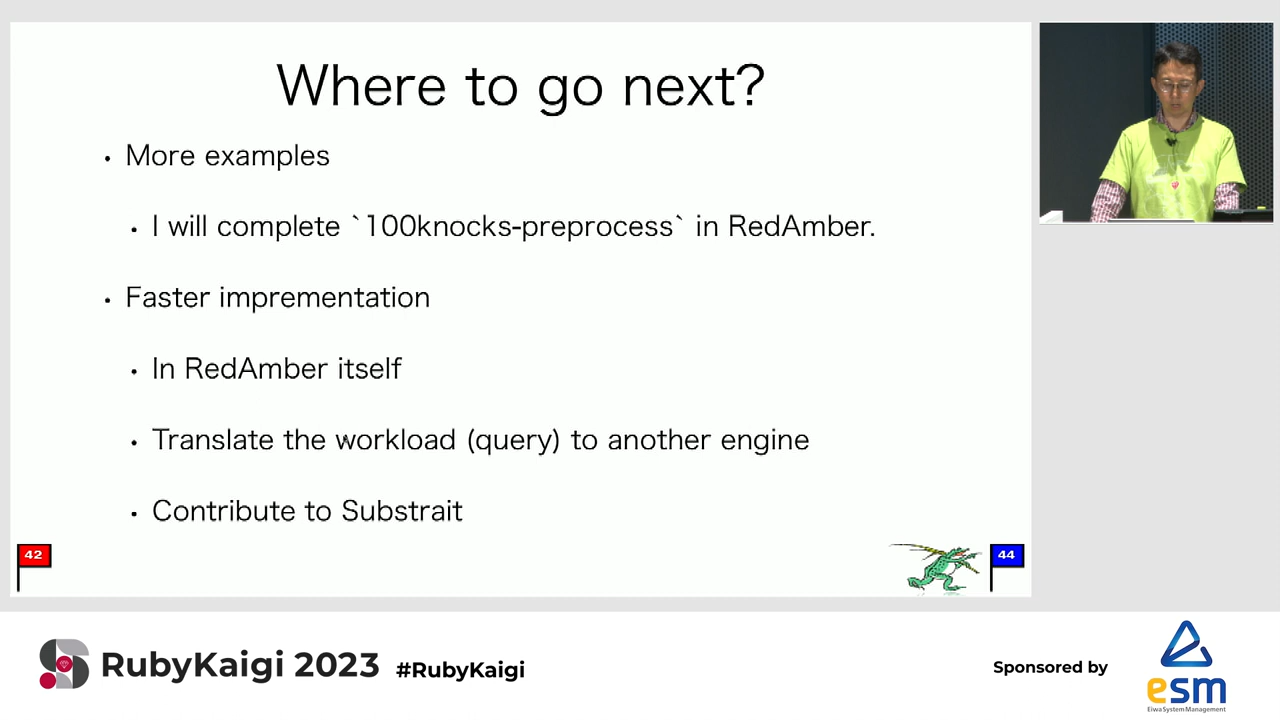 Where to go next?
• More examples
• I will complete `100knocks-preprocess` in RedAmber.
• Faster imprementation
• In RedAmber itself
• Translate the workload (query) to another engine
• Contribute to Substrait
42
44
RubyKaigi 2023 #RubyKaigi
Sponsored by
esm
Eiwa System Management